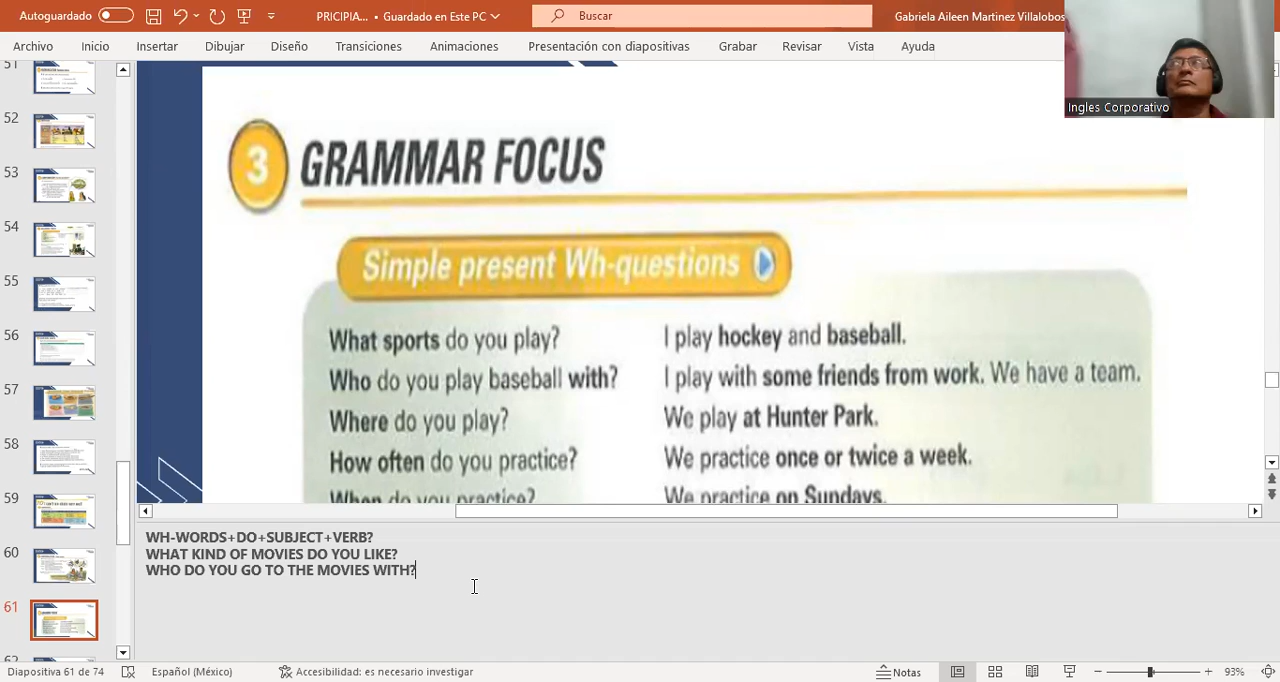 Autoguardado
PRICIPIA... • Guardado en Este PC
Buscar
Gabriela Aileen Martinez Villalobos
Archivo Inicio Insertar Dibujar Diseño Transiciones Animaciones Presentación con diapositivas Grabar Revisar Vista Ayuda
Ingles Corporativo
51
52
53
54
55
56
57
58
59
60
61
3 GRAMMAR FOCUS
Simple present Wh-questions
What sports do you play? I play hockey and baseball.
Who do you play baseball with? I play with some friends from work. We have a team.
Where do you play? We play at Hunter Park.
How often do you practice? We practice once or twice a week.
When do you practice? We practice on Sundays.
WH-WORDS+DO+SUBJECT+VERB?
WHAT KIND OF MOVIES DO YOU LIKE?
WHO DO YOU GO TO THE MOVIES WITH?
Diapositiva 61 de 74 Español (México) Accesibilidad: es necesario investigar Notas 93%